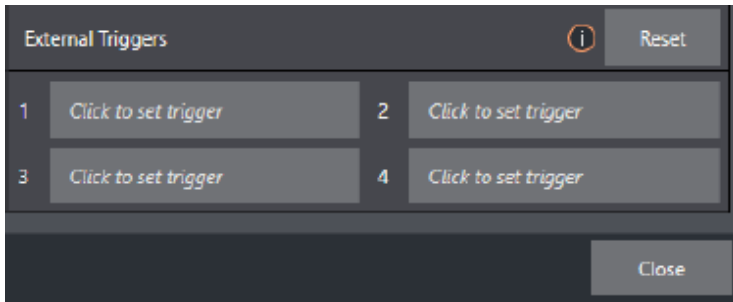 External Triggers i Reset
1 Click to set trigger 2 Click to set trigger
3 Click to set trigger 4 Click to set trigger
Close